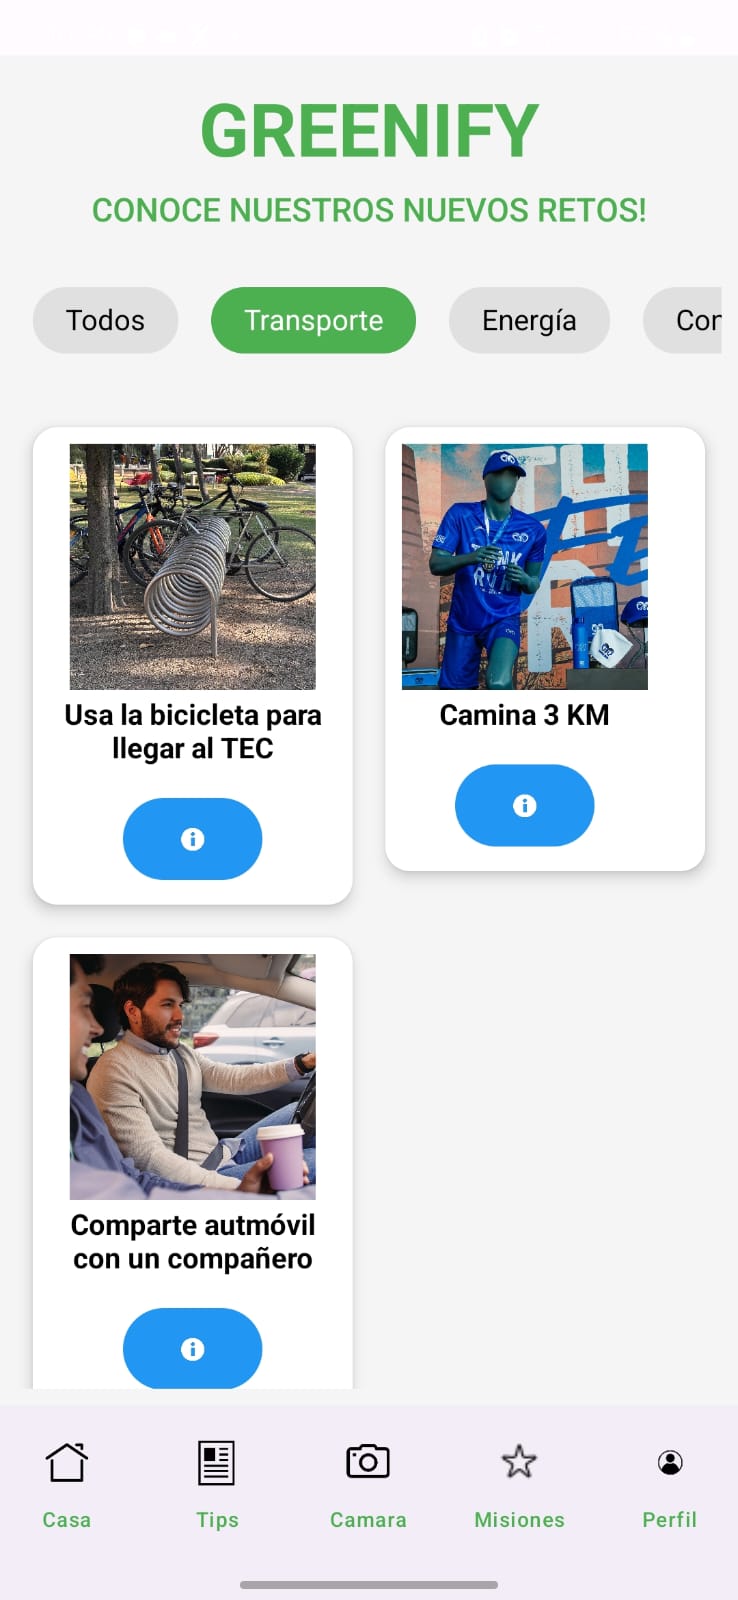 GREENIFY
CONOCE NUESTROS NUEVOS RETOS!
Todos
Transporte
Energía
Con
Usa la bicicleta para
llegar al TEC
Camina 3 KM
Comparte autmóvil
con un compañero
Casa
Tips
Camara
Misiones
Perfil